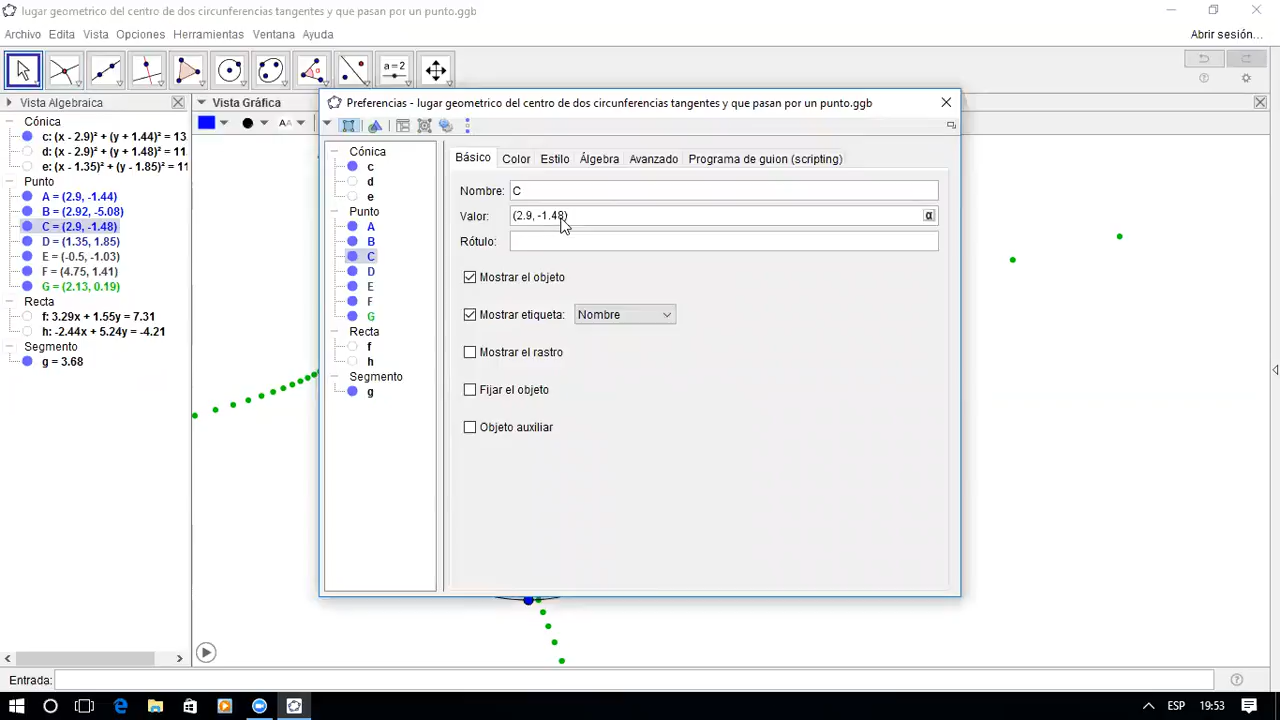 lugar geometrico del centro de dos circunferencias tangentes y que pasan por un punto.ggb
Archivo Edita Vista Opciones Herramientas Ventana Ayuda
Abrir sesión...
a=2
Vista Algebraica
Vista Gráfica
AA
Cónica
c: (x - 2.9)² + (y + 1.44)² = 13
d: (x - 2.9)² + (y + 1.48)² = 11
e: (x - 1.35)² + (y - 1.85)² = 11
Punto
A = (2.9, -1.44)
B = (2.92, -5.08)
C = (2.9, -1.48)
D = (1.35, 1.85)
E = (-0.5, -1.03)
F = (4.75, 1.41)
G = (2.13, 0.19)
Recta
f: 3.29x + 1.55y = 7.31
h: -2.44x + 5.24y = -4.21
Segmento
g = 3.68
Preferencias - lugar geometrico del centro de dos circunferencias tangentes y que pasan por un punto.ggb
Cónica
c
d
e
Punto
A
B
C
D
E
F
G
Recta
f
h
Segmento
g
Básico Color Estilo Álgebra Avanzado Programa de guion (scripting)
Nombre: C
Valor: (2.9, -1.48) α
Rótulo:
Mostrar el objeto
Mostrar etiqueta: Nombre
Mostrar el rastro
Fijar el objeto
Objeto auxiliar
Entrada:
ESP 19:53